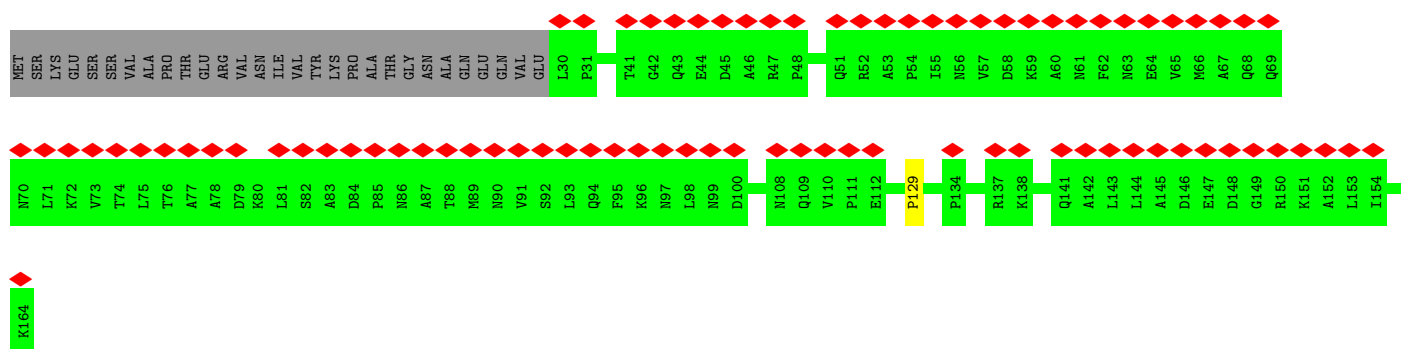 MET SER LYS GLU SER SER VAL ALA PRO THR GLU ARG VAL ASN ILE VAL TYR LYS PRO ALA THR GLY ASN ALA GLN GLU GLN VAL GLU L30 P31 T41 G42 Q43 E44 D45 A46 R47 P48 Q51 R52 A53 P54 I55 N56 V57 D58 K59 A60 N61 F62 N63 E64 V65 M66 A67 Q68 Q69
N70 L71 K72 V73 T74 L75 T76 A77 A78 D79 K80 L81 S82 A83 D84 P85 N86 A87 T88 M89 N90 V91 S92 L93 Q94 F95 K96 N97 L98 N99 D100 N108 Q109 V110 P111 E112 P129 P134 R137 K138 Q141 A142 L143 L144 A145 D146 E147 D148 G149 R150 K151 A152 L153 I154
K164